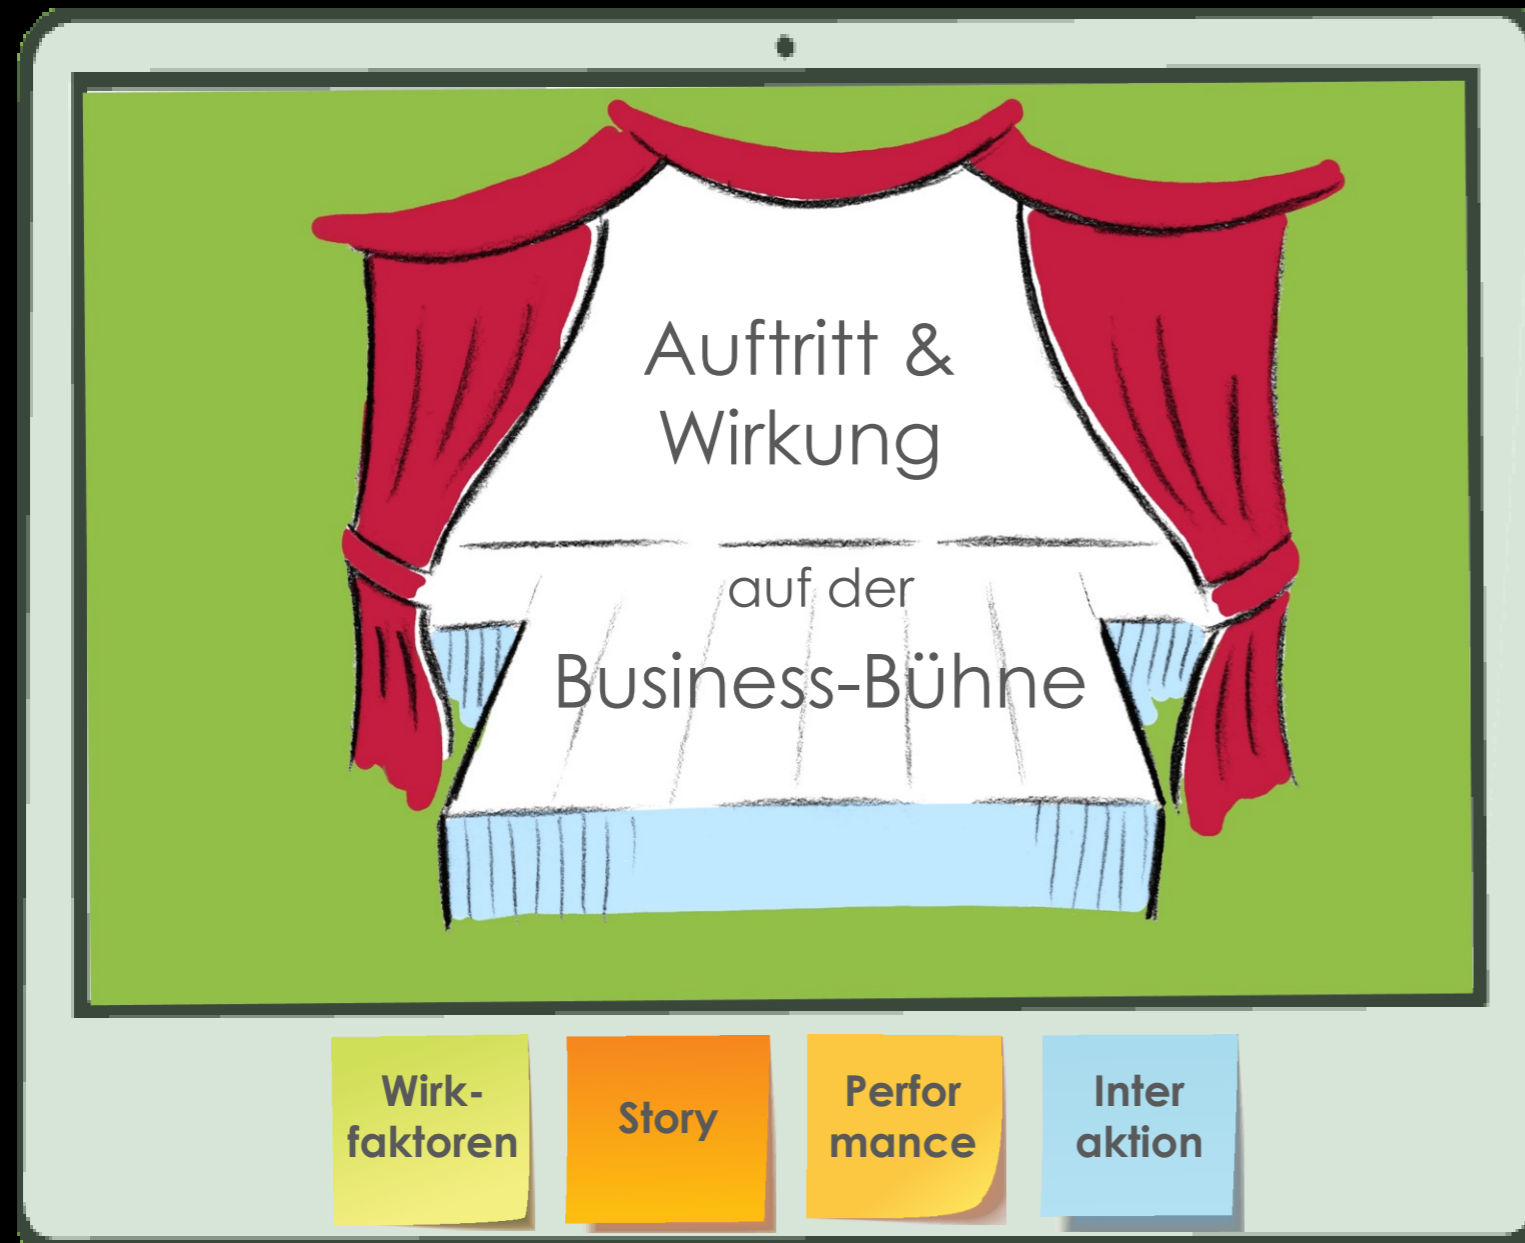 Auftritt &
Wirkung
auf der
Business-Bühne
Wirk-
faktoren
Story
Perfor
mance
Inter
aktion